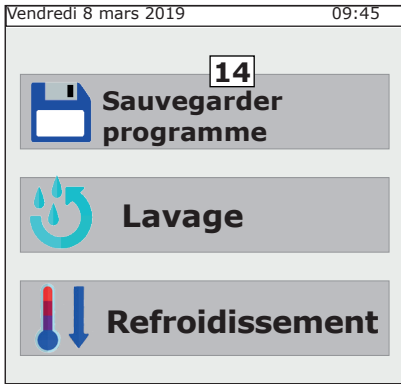 Vendredi 8 mars 2019 09:45
14
Sauvegarder
programme
Lavage
Refroidissement